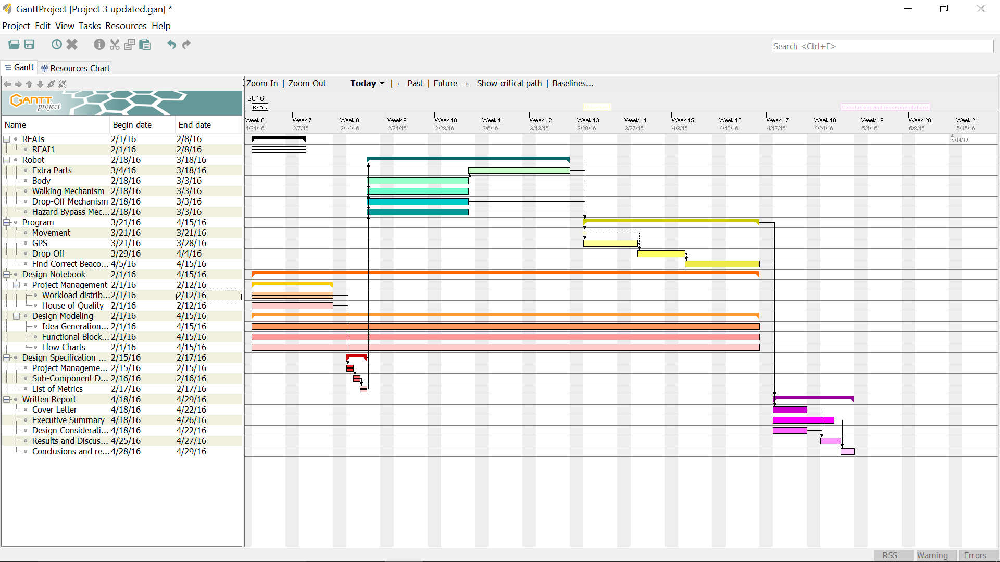 GanttProject [Project 3 updated.gan] *
Project Edit View Tasks Resources Help
Search <Ctrl+F>
Gantt Resources Chart
Zoom In | Zoom Out Today | ← Past | Future → Show critical path | Baselines...
GANTT project
2016
RFAIs Conclusions and recommendations
Name Begin date End date
Week 6 Week 7 Week 8 Week 9 Week 10 Week 11 Week 12 Week 13 Week 14 Week 15 Week 16 Week 17 Week 18 Week 19 Week 20 Week 21
1/31/16 2/7/16 2/14/16 2/21/16 2/28/16 3/6/16 3/13/16 3/20/16 3/27/16 4/3/16 4/10/16 4/17/16 4/24/16 5/1/16 5/8/16 5/15/16
5/14/16
RFAIs 2/1/16 2/8/16
RFAI1 2/1/16 2/8/16
Robot 2/18/16 3/18/16
Extra Parts 3/4/16 3/18/16
Body 2/18/16 3/3/16
Walking Mechanism 2/18/16 3/3/16
Drop-Off Mechanism 2/18/16 3/3/16
Hazard Bypass Mec... 2/18/16 3/3/16
Program 3/21/16 4/15/16
Movement 3/21/16 3/21/16
GPS 3/21/16 3/28/16
Drop Off 3/29/16 4/4/16
Find Correct Beaco... 4/5/16 4/15/16
Design Notebook 2/1/16 4/15/16
Project Management 2/1/16 2/12/16
Workload distrib... 2/1/16 2/12/16
House of Quality 2/1/16 2/12/16
Design Modeling 2/1/16 4/15/16
Idea Generation... 2/1/16 4/15/16
Functional Block... 2/1/16 4/15/16
Flow Charts 2/1/16 4/15/16
Design Specification ... 2/15/16 2/17/16
Project Manageme... 2/15/16 2/15/16
Sub-Component D... 2/16/16 2/16/16
List of Metrics 2/17/16 2/17/16
Written Report 4/18/16 4/29/16
Cover Letter 4/18/16 4/22/16
Executive Summary 4/18/16 4/26/16
Design Considerati... 4/18/16 4/22/16
Results and Discus... 4/25/16 4/27/16
Conclusions and re... 4/28/16 4/29/16
RSS Warning Errors